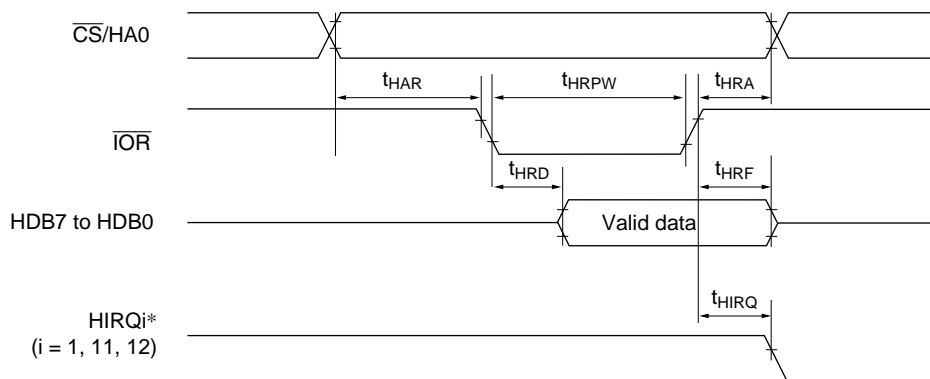 CS/HA0
tHAR
tHRPW
tHRA
IOR
tHRD
tHRF
HDB7 to HDB0
Valid data
tHIRQ
HIRQi*
(i = 1, 11, 12)